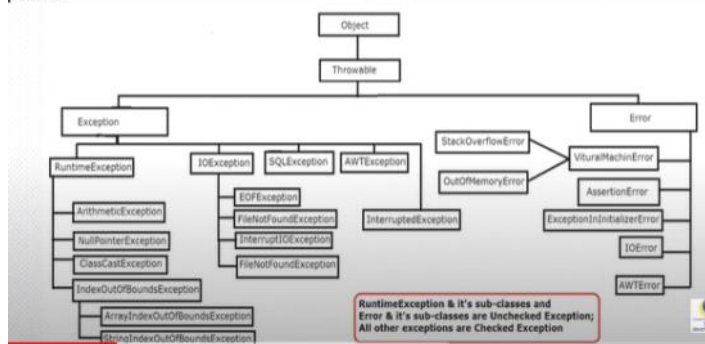 Object
Throwable
Exception
Error
RuntimeException
IOException
SQLException
AWTException
StackOverflowError
VituralMachinError
OutOfMemoryError
EOFException
FileNotFoundException
InterruptIOException
FileNotFoundException
InterruptedException
AssertionError
ExceptionInInitializerError
IOError
AWTError
ArithmeticException
NullPointerException
ClassCastException
IndexOutOfBoundsException
ArrayIndexOutOfBoundsException
StringIndexOutOfBoundsException
RuntimeException & it's sub-classes and
Error & it's sub-classes are Unchecked Exception;
All other exceptions are Checked Exception